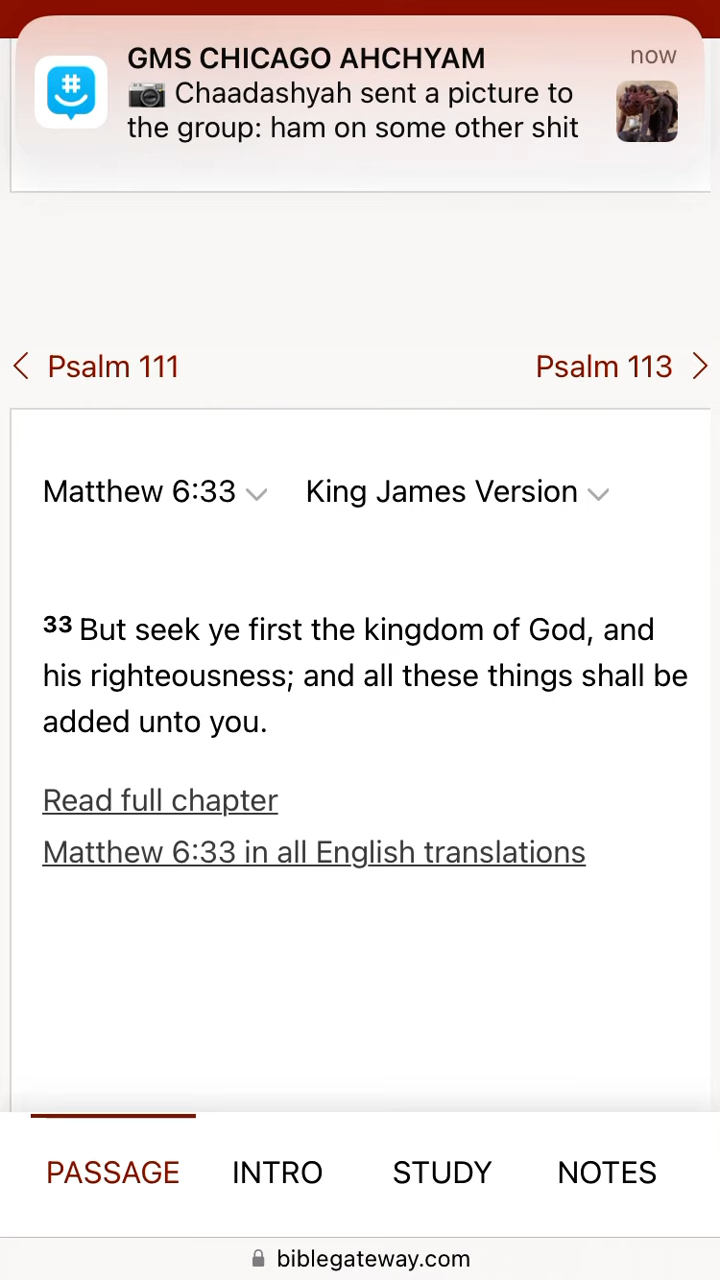 GMS CHICAGO AHCHYAM
now
📷 Chaadashyah sent a picture to
the group: ham on some other shit
Psalm 111
Psalm 113
Matthew 6:33
King James Version
33 But seek ye first the kingdom of God, and
his righteousness; and all these things shall be
added unto you.
Read full chapter
Matthew 6:33 in all English translations
PASSAGE
INTRO
STUDY
NOTES
biblegateway.com